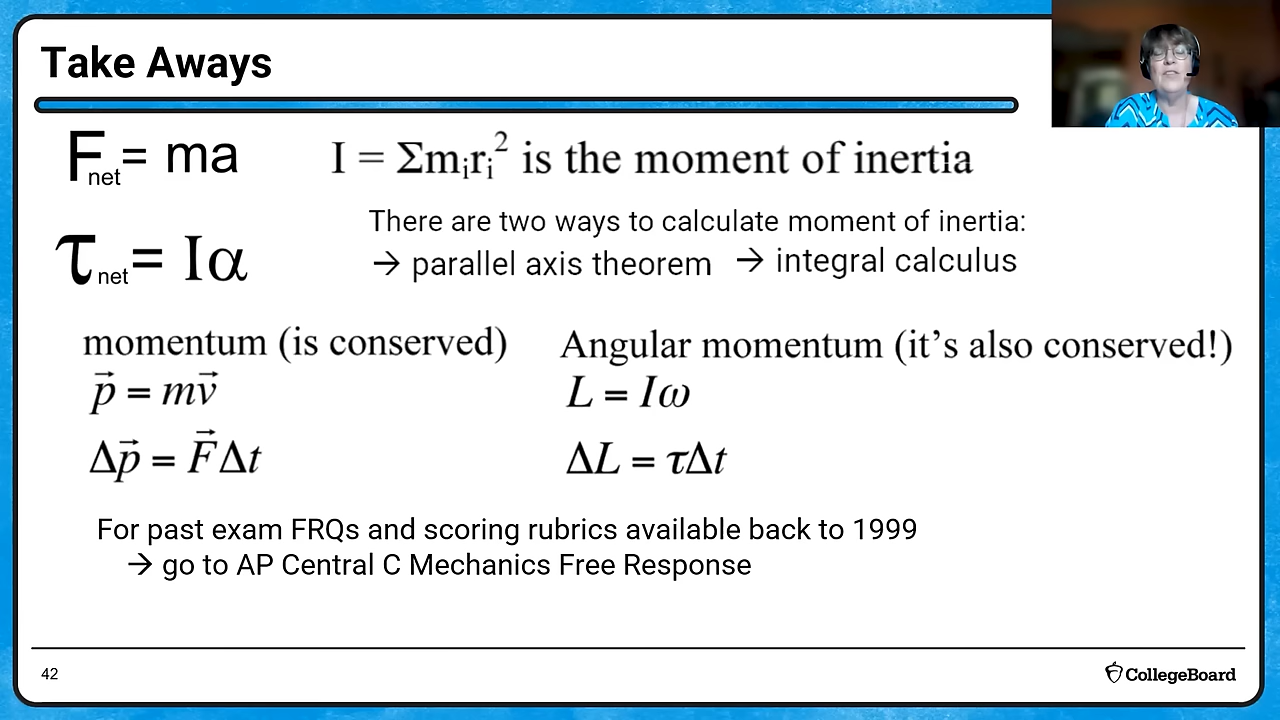 Take Aways
F_net = ma
I = Σm_i r_i² is the moment of inertia
There are two ways to calculate moment of inertia:
→ parallel axis theorem → integral calculus
τ_net = Iα
momentum (is conserved)
p⃗ = mv⃗
Δp⃗ = F⃗Δt
Angular momentum (it's also conserved!)
L = Iω
ΔL = τΔt
For past exam FRQs and scoring rubrics available back to 1999
→ go to AP Central C Mechanics Free Response
42
CollegeBoard